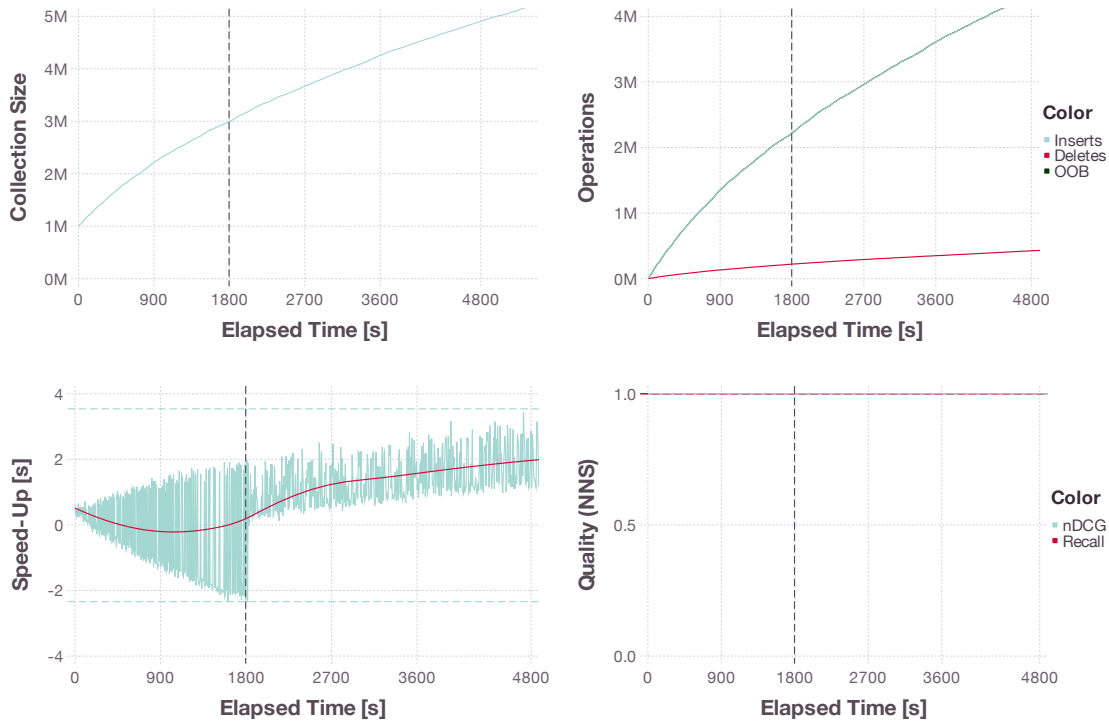 Collection Size
5M
4M
3M
2M
1M
0M
0 900 1800 2700 3600 4800
Elapsed Time [s]
Operations
4M
3M
2M
1M
0M
0 900 1800 2700 3600 4800
Elapsed Time [s]
Color
Inserts
Deletes
OOB
Speed-Up [s]
4
2
0
-2
-4
0 900 1800 2700 3600 4800
Elapsed Time [s]
Quality (NNS)
1.0
0.5
0.0
0 900 1800 2700 3600 4800
Elapsed Time [s]
Color
nDCG
Recall